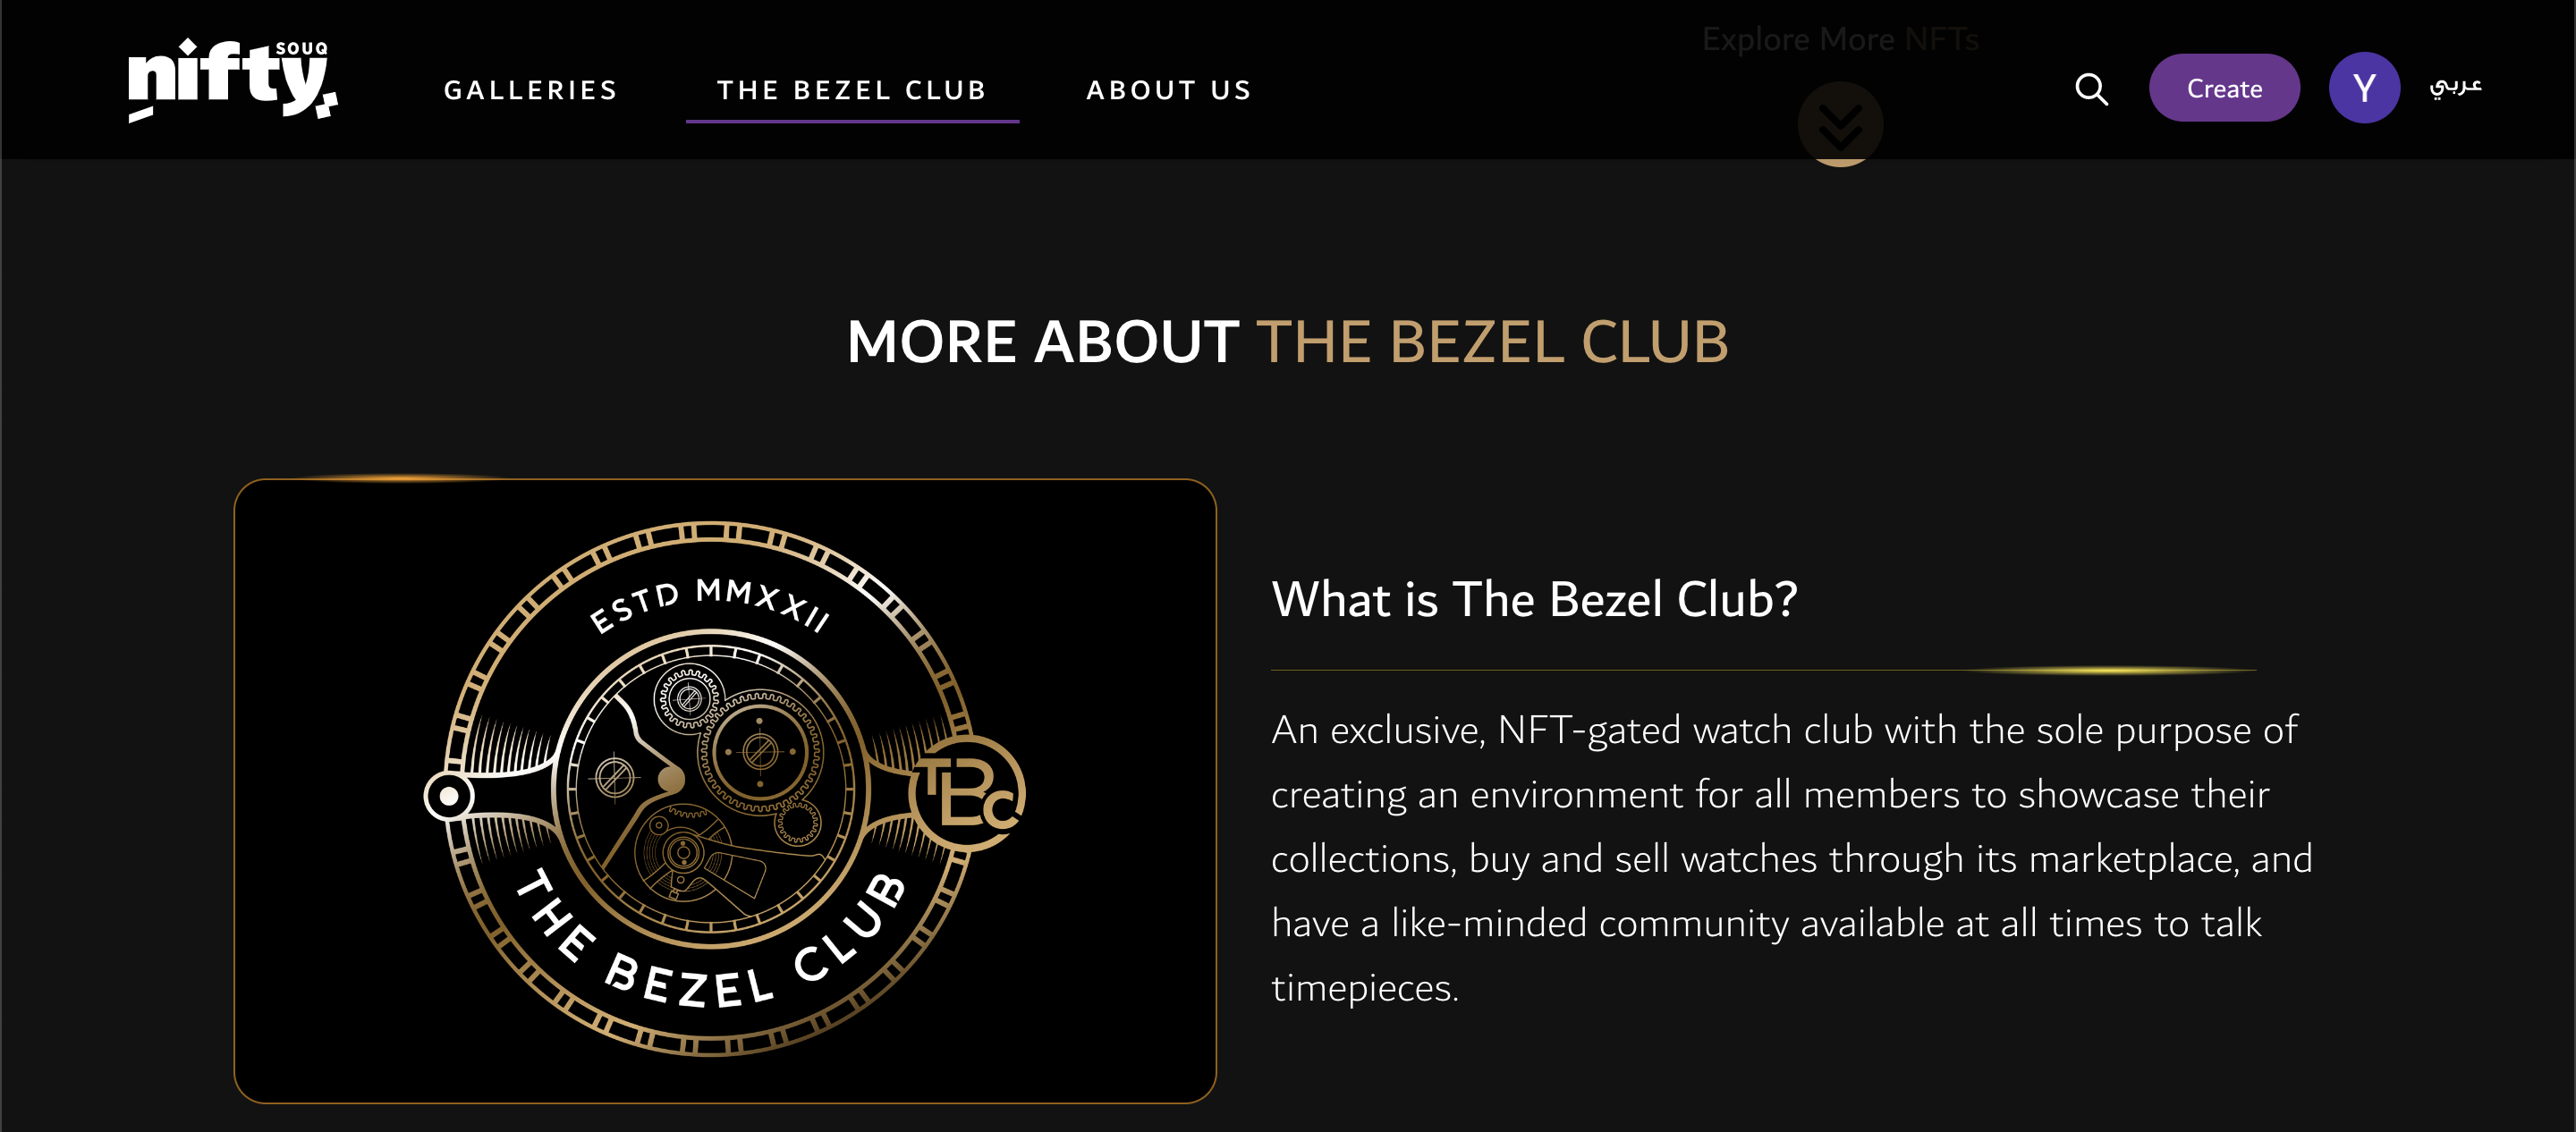 nifty SOUQ
GALLERIES
THE BEZEL CLUB
ABOUT US
Explore More NFTs
Create
Y
عربي
MORE ABOUT THE BEZEL CLUB
ESTD MMXXII
TBC
THE BEZEL CLUB
What is The Bezel Club?
An exclusive, NFT-gated watch club with the sole purpose of
creating an environment for all members to showcase their
collections, buy and sell watches through its marketplace, and
have a like-minded community available at all times to talk
timepieces.